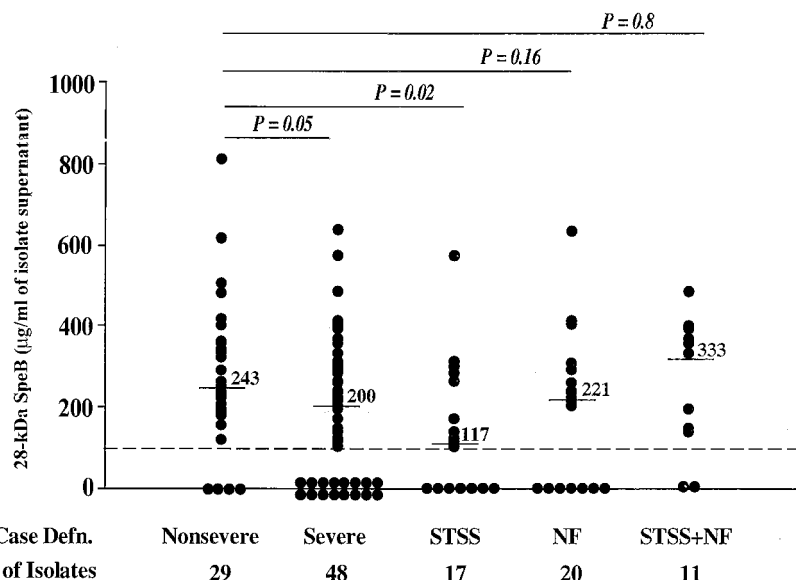 P = 0.8
P = 0.16
P = 0.02
P = 0.05
28-kDa SpeB (µg/ml of isolate supernatant)
1000
800
600
400
200
0
243
200
117
221
333
Case Defn. Nonsevere Severe STSS NF STSS+NF
of Isolates 29 48 17 20 11